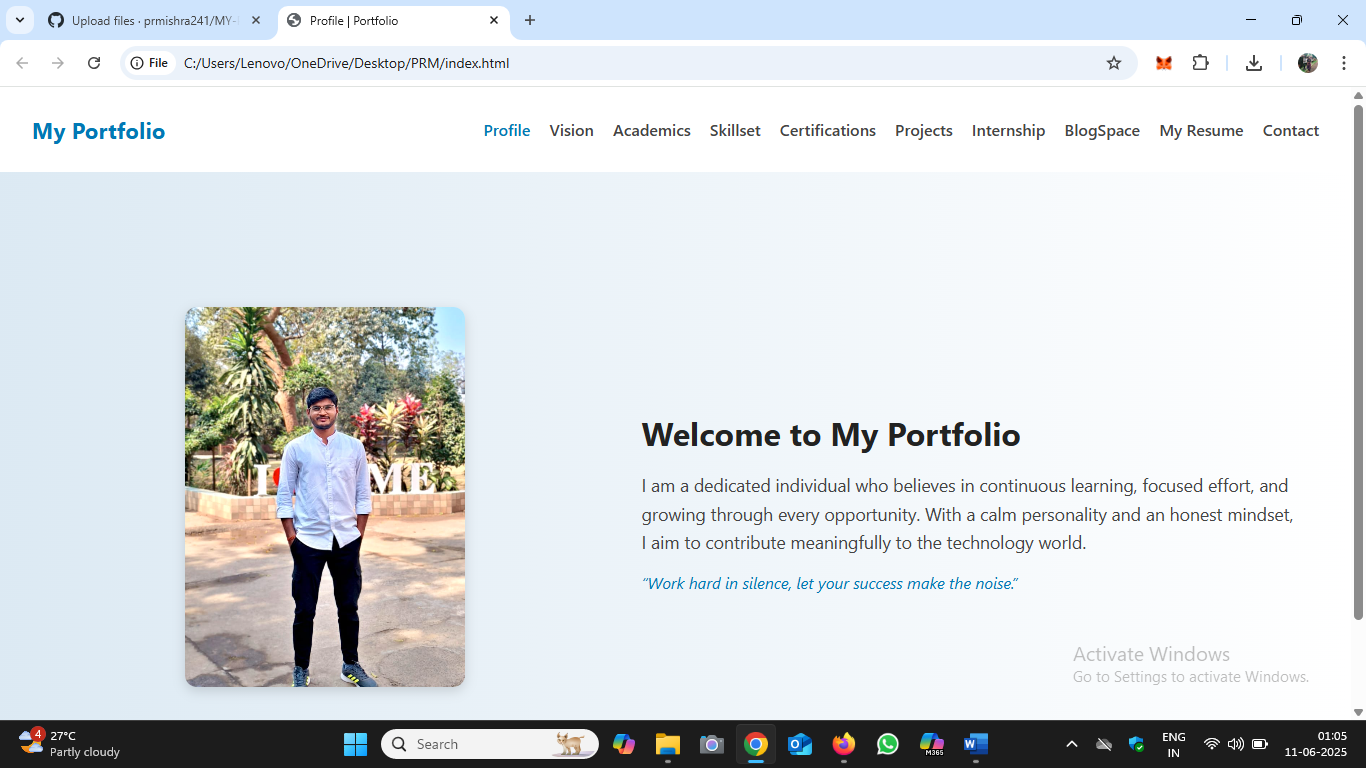 Upload files · prmishra241/MY-
Profile | Portfolio
File
C:/Users/Lenovo/OneDrive/Desktop/PRM/index.html
My Portfolio
Profile Vision Academics Skillset Certifications Projects Internship BlogSpace My Resume Contact
I ME
Welcome to My Portfolio
I am a dedicated individual who believes in continuous learning, focused effort, and
growing through every opportunity. With a calm personality and an honest mindset,
I aim to contribute meaningfully to the technology world.
“Work hard in silence, let your success make the noise.”
Activate Windows
Go to Settings to activate Windows.
4
27°C
Partly cloudy
Search
M365
ENG
IN
01:05
11-06-2025